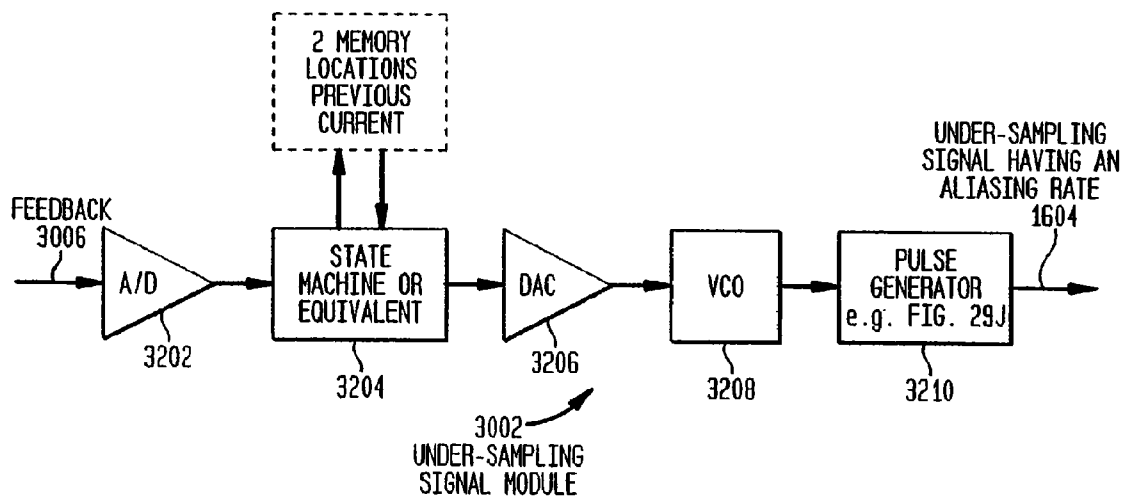 2 MEMORY
LOCATIONS
PREVIOUS
CURRENT
UNDER-SAMPLING
SIGNAL HAVING AN
ALIASING RATE
1604
FEEDBACK
3006
A/D
3202
STATE
MACHINE OR
EQUIVALENT
3204
DAC
3206
VCO
3208
PULSE
GENERATOR
e.g. FIG. 29J
3210
3002
UNDER-SAMPLING
SIGNAL MODULE